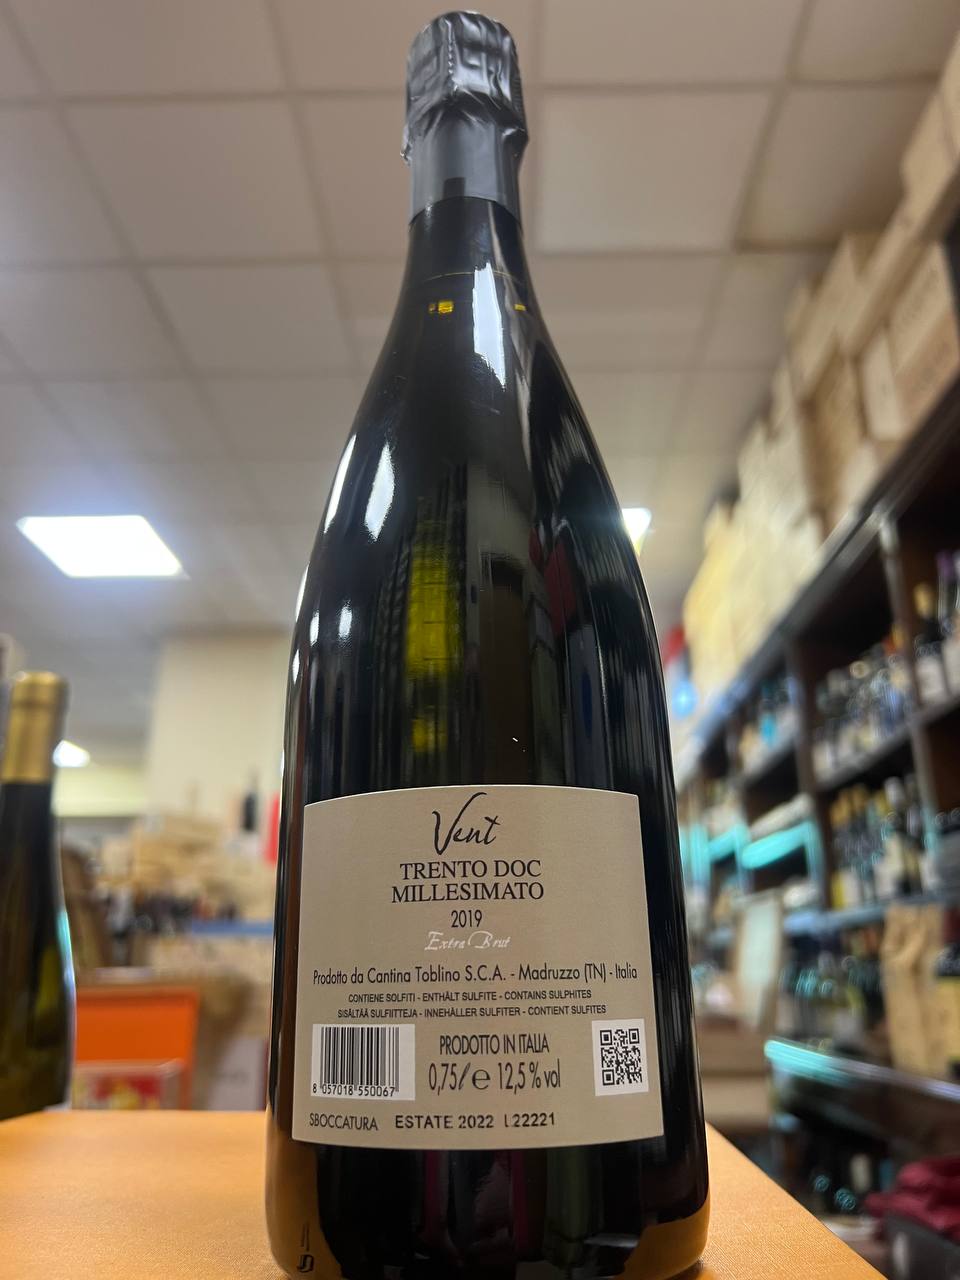 Vent
TRENTO DOC
MILLESIMATO
2019
Extra Brut
Prodotto da Cantina Toblino S.C.A. - Madruzzo (TN) - Italia
CONTIENE SOLFITI - ENTHÄLT SULFITE - CONTAINS SULPHITES
SISÄLTÄÄ SULFIITTEJA - INNEHÅLLER SULFITER - CONTIENT SULFITES
PRODOTTO IN ITALIA
0,75 l e 12,5 % vol
8 057018 550067
SBOCCATURA ESTATE 2022 L22221